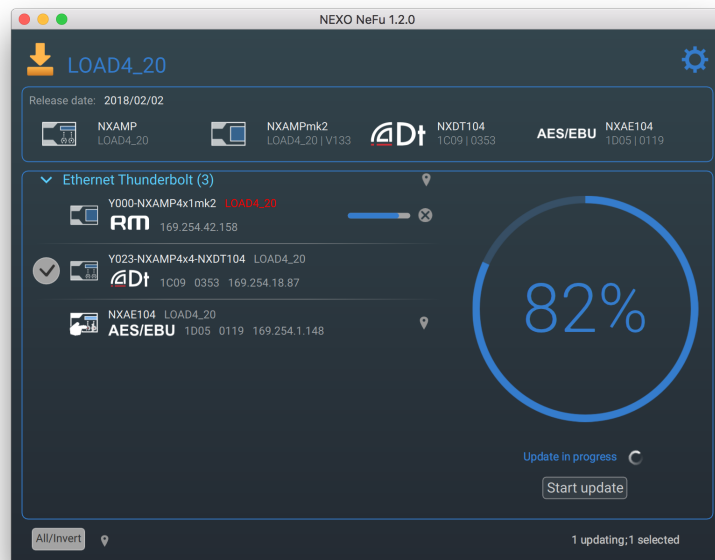 NEXO NeFu 1.2.0
LOAD4_20
Release date: 2018/02/02
NXAMP
LOAD4_20
NXAMPmk2
LOAD4_20 | V133
Dt
NXDT104
1C09 | 0353
AES/EBU
NXAE104
1D05 | 0119
Ethernet Thunderbolt (3)
Y000-NXAMP4x1mk2 LOAD4_20
RM 169.254.42.158
Y023-NXAMP4x4-NXDT104 LOAD4_20
Dt 1C09 0353 169.254.18.87
NXAE104 LOAD4_20
AES/EBU 1D05 0119 169.254.1.148
82%
Update in progress
Start update
All/Invert
1 updating;1 selected